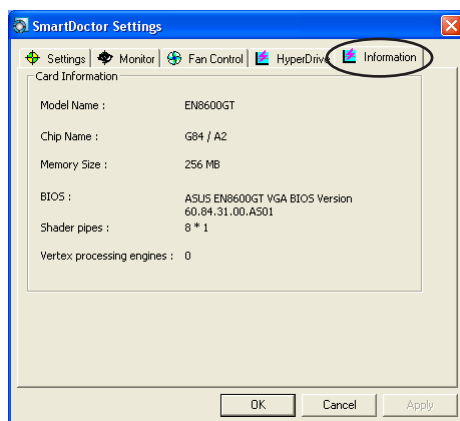 SmartDoctor Settings
Settings Monitor Fan Control HyperDrive Information
Card Information
Model Name : EN8600GT
Chip Name : G84 / A2
Memory Size : 256 MB
BIOS : ASUS EN8600GT VGA BIOS Version
60.84.31.00.AS01
Shader pipes : 8 * 1
Vertex processing engines : 0
OK Cancel Apply